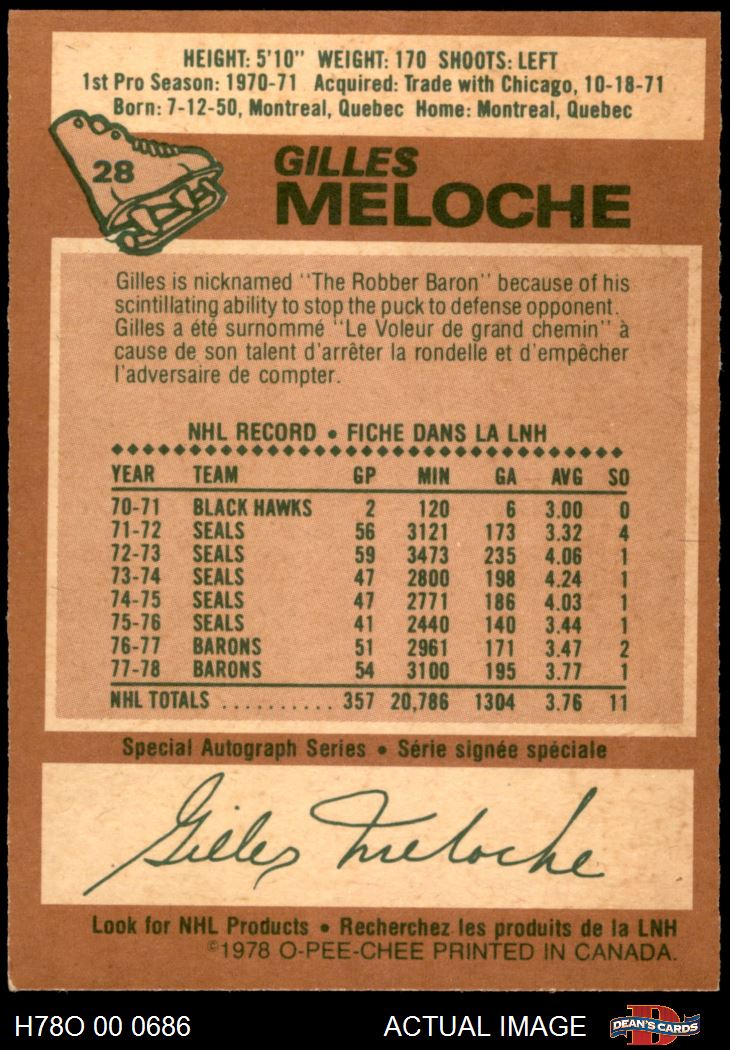 HEIGHT: 5'10" WEIGHT: 170 SHOOTS: LEFT
1st Pro Season: 1970-71 Acquired: Trade with Chicago, 10-18-71
Born: 7-12-50, Montreal, Quebec Home: Montreal, Quebec
28
GILLES
MELOCHE
Gilles is nicknamed "The Robber Baron" because of his
scintillating ability to stop the puck to defense opponent.
Gilles a été surnommé "Le Voleur de grand chemin" à
cause de son talent d'arrêter la rondelle et d'empêcher
l'adversaire de compter.
NHL RECORD • FICHE DANS LA LNH
YEAR TEAM GP MIN GA AVG SO
70-71 BLACK HAWKS 2 120 6 3.00 0
71-72 SEALS 56 3121 173 3.32 4
72-73 SEALS 59 3473 235 4.06 1
73-74 SEALS 47 2800 198 4.24 1
74-75 SEALS 47 2771 186 4.03 1
75-76 SEALS 41 2440 140 3.44 1
76-77 BARONS 51 2961 171 3.47 2
77-78 BARONS 54 3100 195 3.77 1
NHL TOTALS .......... 357 20,786 1304 3.76 11
Special Autograph Series • Série signée spéciale
Gilles Meloche
Look for NHL Products • Recherchez les produits de la LNH
©1978 O-PEE-CHEE PRINTED IN CANADA.
H78O 00 0686 ACTUAL IMAGE D DEAN'S CARDS